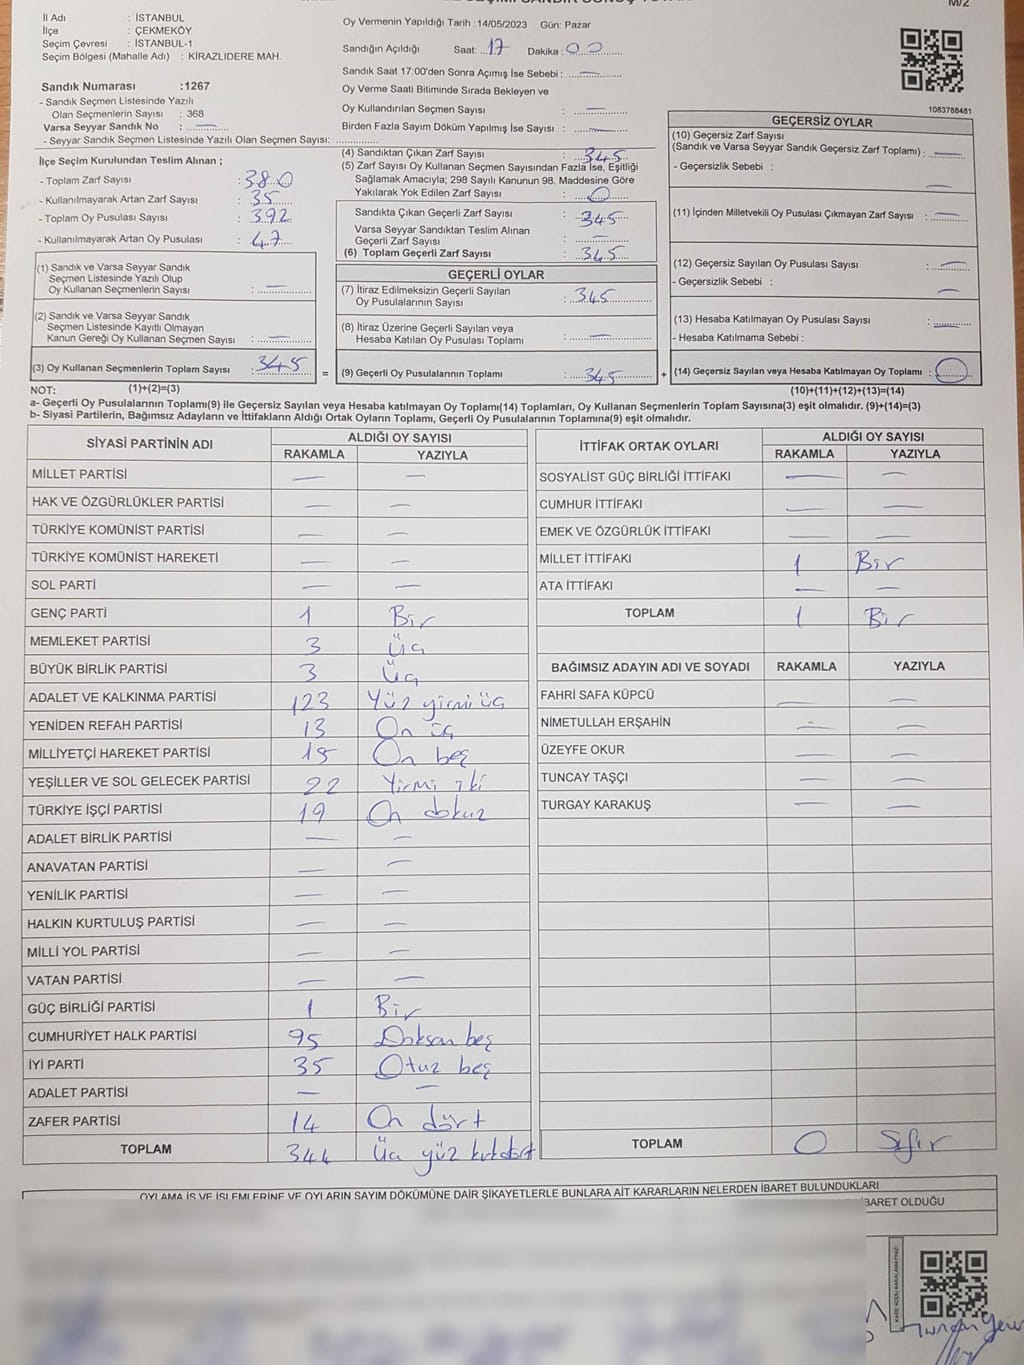 M/2
İl Adı : İSTANBUL
İlçe : ÇEKMEKÖY
Seçim Çevresi : İSTANBUL-1
Seçim Bölgesi (Mahalle Adı) : KİRAZLIDERE MAH.
Sandık Numarası :1267
- Sandık Seçmen Listesinde Yazılı
Olan Seçmenlerin Sayısı : 368
Varsa Seyyar Sandık No : —
- Seyyar Sandık Seçmen Listesinde Yazılı Olan Seçmen Sayısı:
İlçe Seçim Kurulundan Teslim Alınan ;
- Toplam Zarf Sayısı : 380
- Kullanılmayarak Artan Zarf Sayısı : 35
- Toplam Oy Pusulası Sayısı : 392
- Kullanılmayarak Artan Oy Pusulası : 47
(1) Sandık ve Varsa Seyyar Sandık
Seçmen Listesinde Yazılı Olup
Oy Kullanan Seçmenlerin Sayısı : —
(2) Sandık ve Varsa Seyyar Sandık
Seçmen Listesinde Kayıtlı Olmayan
Kanun Gereği Oy Kullanan Seçmen Sayısı : —
(3) Oy Kullanan Seçmenlerin Toplam Sayısı : 345
Oy Vermenin Yapıldığı Tarih :14/05/2023 Gün: Pazar
Sandığın Açıldığı Saat: 17 Dakika : 00
Sandık Saat 17:00'den Sonra Açımış İse Sebebi : —
Oy Verme Saati Bitiminde Sırada Bekleyen ve
Oy Kullandırılan Seçmen Sayısı : —
Birden Fazla Sayım Döküm Yapılmış İse Sayısı : —
(4) Sandıktan Çıkan Zarf Sayısı : 345
(5) Zarf Sayısı Oy Kullanan Seçmen Sayısından Fazla İse, Eşitliği
Sağlamak Amacıyla; 298 Sayılı Kanunun 98. Maddesine Göre
Yakılarak Yok Edilen Zarf Sayısı : 0
Sandıkta Çıkan Geçerli Zarf Sayısı : 345
Varsa Seyyar Sandıktan Teslim Alınan
Geçerli Zarf Sayısı : —
(6) Toplam Geçerli Zarf Sayısı : 345
GEÇERLİ OYLAR
(7) İtiraz Edilmeksizin Geçerli Sayılan
Oy Pusulalarının Sayısı : 345
(8) İtiraz Üzerine Geçerli Sayılan veya
Hesaba Katılan Oy Pusulası Toplamı : —
= (9) Geçerli Oy Pusulalarının Toplamı : 345
1083788481
GEÇERSİZ OYLAR
(10) Geçersiz Zarf Sayısı
(Sandık ve Varsa Seyyar Sandık Geçersiz Zarf Toplamı) : —
- Geçersizlik Sebebi : —
(11) İçinden Milletvekili Oy Pusulası Çıkmayan Zarf Sayısı : —
(12) Geçersiz Sayılan Oy Pusulası Sayısı : —
- Geçersizlik Sebebi : —
(13) Hesaba Katılmayan Oy Pusulası Sayısı : —
- Hesaba Katılmama Sebebi :
+ (14) Geçersiz Sayılan veya Hesaba Katılmayan Oy Toplamı : 0
NOT: (1)+(2)=(3) (10)+(11)+(12)+(13)=(14)
a- Geçerli Oy Pusulalarının Toplamı(9) ile Geçersiz Sayılan veya Hesaba katılmayan Oy Toplamı(14) Toplamları, Oy Kullanan Seçmenlerin Toplam Sayısına(3) eşit olmalıdır. (9)+(14)=(3)
b- Siyasi Partilerin, Bağımsız Adayların ve İttifakların Aldığı Ortak Oyların Toplamı, Geçerli Oy Pusulalarının Toplamına(9) eşit olmalıdır.
SİYASİ PARTİNİN ADI ALDIĞI OY SAYISI
RAKAMLA YAZIYLA
MİLLET PARTİSİ — —
HAK VE ÖZGÜRLÜKLER PARTİSİ — —
TÜRKİYE KOMÜNİST PARTİSİ — —
TÜRKİYE KOMÜNİST HAREKETİ — —
SOL PARTİ — —
GENÇ PARTİ 1 Bir
MEMLEKET PARTİSİ 3 Üç
BÜYÜK BİRLİK PARTİSİ 3 Üç
ADALET VE KALKINMA PARTİSİ 123 Yüz yirmi üç
YENİDEN REFAH PARTİSİ 13 On üç
MİLLİYETÇİ HAREKET PARTİSİ 15 On beş
YEŞİLLER VE SOL GELECEK PARTİSİ 22 Yirmi iki
TÜRKİYE İŞÇİ PARTİSİ 19 On dokuz
ADALET BİRLİK PARTİSİ — —
ANAVATAN PARTİSİ — —
YENİLİK PARTİSİ — —
HALKIN KURTULUŞ PARTİSİ — —
MİLLİ YOL PARTİSİ — —
VATAN PARTİSİ — —
GÜÇ BİRLİĞİ PARTİSİ 1 Bir
CUMHURİYET HALK PARTİSİ 95 Doksan beş
İYİ PARTİ 35 Otuz beş
ADALET PARTİSİ — —
ZAFER PARTİSİ 14 On dört
TOPLAM 344 Üç yüz kırkdört
İTTİFAK ORTAK OYLARI ALDIĞI OY SAYISI
RAKAMLA YAZIYLA
SOSYALİST GÜÇ BİRLİĞİ İTTİFAKI — —
CUMHUR İTTİFAKI — —
EMEK VE ÖZGÜRLÜK İTTİFAKI — —
MİLLET İTTİFAKI 1 Bir
ATA İTTİFAKI — —
TOPLAM 1 Bir
BAĞIMSIZ ADAYIN ADI VE SOYADI RAKAMLA YAZIYLA
FAHRİ SAFA KÜPCÜ — —
NİMETULLAH ERŞAHİN — —
ÜZEYFE OKUR — —
TUNCAY TAŞÇI — —
TURGAY KARAKUŞ — —
TOPLAM 0 Sıfır
OYLAMA İŞ VE İŞLEMLERİNE VE OYLARIN SAYIM DÖKÜMÜNE DAİR ŞİKAYETLERLE BUNLARA AİT KARARLARIN NELERDEN İBARET BULUNDUKLARI
İBARET OLDUĞU